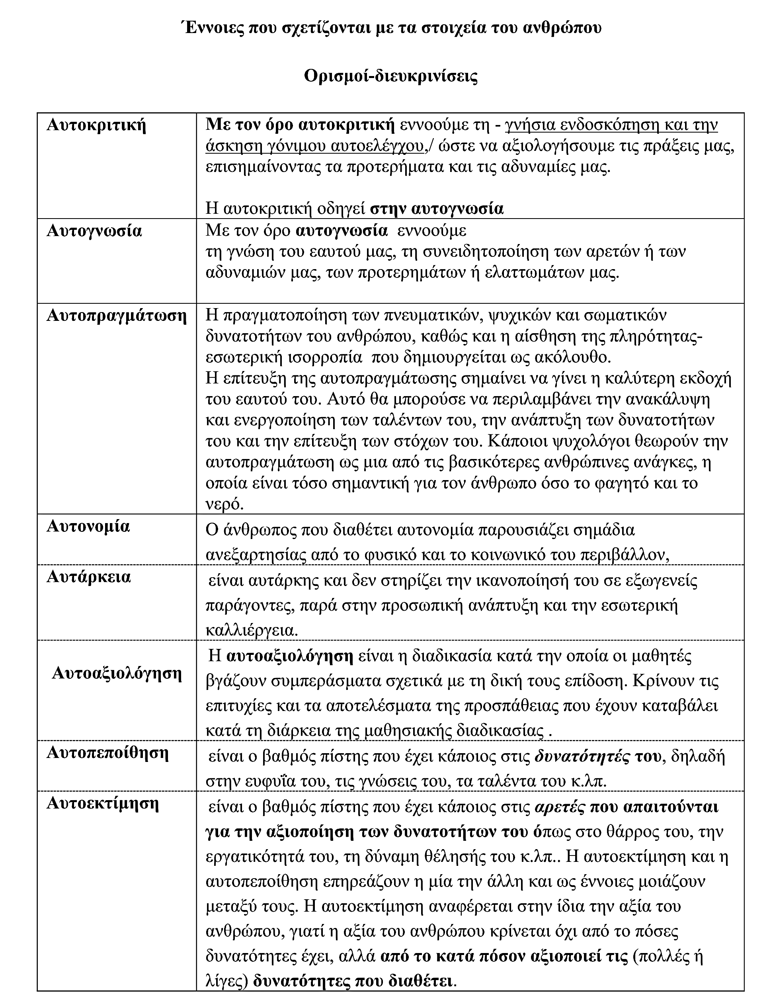 Έννοιες που σχετίζονται με τα στοιχεία του ανθρώπου
Ορισμοί-διευκρινίσεις
Αυτοκριτική
Με τον όρο αυτοκριτική εννοούμε τη - γνήσια ενδοσκόπηση και την
άσκηση γόνιμου αυτοελέγχου,/ ώστε να αξιολογήσουμε τις πράξεις μας,
επισημαίνοντας τα προτερήματα και τις αδυναμίες μας.
Η αυτοκριτική οδηγεί στην αυτογνωσία
Αυτογνωσία
Με τον όρο αυτογνωσία  εννοούμε
τη γνώση του εαυτού μας, τη συνειδητοποίηση των αρετών ή των
αδυναμιών μας, των προτερημάτων ή ελαττωμάτων μας.
Αυτοπραγμάτωση
Η πραγματοποίηση των πνευματικών, ψυχικών και σωματικών
δυνατοτήτων του ανθρώπου, καθώς και η αίσθηση της πληρότητας-
εσωτερική ισορροπία  που δημιουργείται ως ακόλουθο.
Η επίτευξη της αυτοπραγμάτωσης σημαίνει να γίνει η καλύτερη εκδοχή
του εαυτού του. Αυτό θα μπορούσε να περιλαμβάνει την ανακάλυψη
και ενεργοποίηση των ταλέντων του, την ανάπτυξη των δυνατοτήτων
του και την επίτευξη των στόχων του. Κάποιοι ψυχολόγοι θεωρούν την
αυτοπραγμάτωση ως μια από τις βασικότερες ανθρώπινες ανάγκες, η
οποία είναι τόσο σημαντική για τον άνθρωπο όσο το φαγητό και το
νερό.
Αυτονομία
Ο άνθρωπος που διαθέτει αυτονομία παρουσιάζει σημάδια
ανεξαρτησίας από το φυσικό και το κοινωνικό του περιβάλλον,
Αυτάρκεια
είναι αυτάρκης και δεν στηρίζει την ικανοποίησή του σε εξωγενείς
παράγοντες, παρά στην προσωπική ανάπτυξη και την εσωτερική
καλλιέργεια.
Αυτοαξιολόγηση
Η αυτοαξιολόγηση είναι η διαδικασία κατά την οποία οι μαθητές
βγάζουν συμπεράσματα σχετικά με τη δική τους επίδοση. Κρίνουν τις
επιτυχίες και τα αποτελέσματα της προσπάθειας που έχουν καταβάλει
κατά τη διάρκεια της μαθησιακής διαδικασίας .
Αυτοπεποίθηση
είναι ο βαθμός πίστης που έχει κάποιος στις δυνατότητές του, δηλαδή
στην ευφυΐα του, τις γνώσεις του, τα ταλέντα του κ.λπ.
Αυτοεκτίμηση
είναι ο βαθμός πίστης που έχει κάποιος στις αρετές που απαιτούνται
για την αξιοποίηση των δυνατοτήτων του όπως στο θάρρος του, την
εργατικότητά του, τη δύναμη θέλησής του κ.λπ.. Η αυτοεκτίμηση και η
αυτοπεποίθηση επηρεάζουν η μία την άλλη και ως έννοιες μοιάζουν
μεταξύ τους. Η αυτοεκτίμηση αναφέρεται στην ίδια την αξία του
ανθρώπου, γιατί η αξία του ανθρώπου κρίνεται όχι από το πόσες
δυνατότητες έχει, αλλά από το κατά πόσον αξιοποιεί τις (πολλές ή
λίγες) δυνατότητες που διαθέτει.